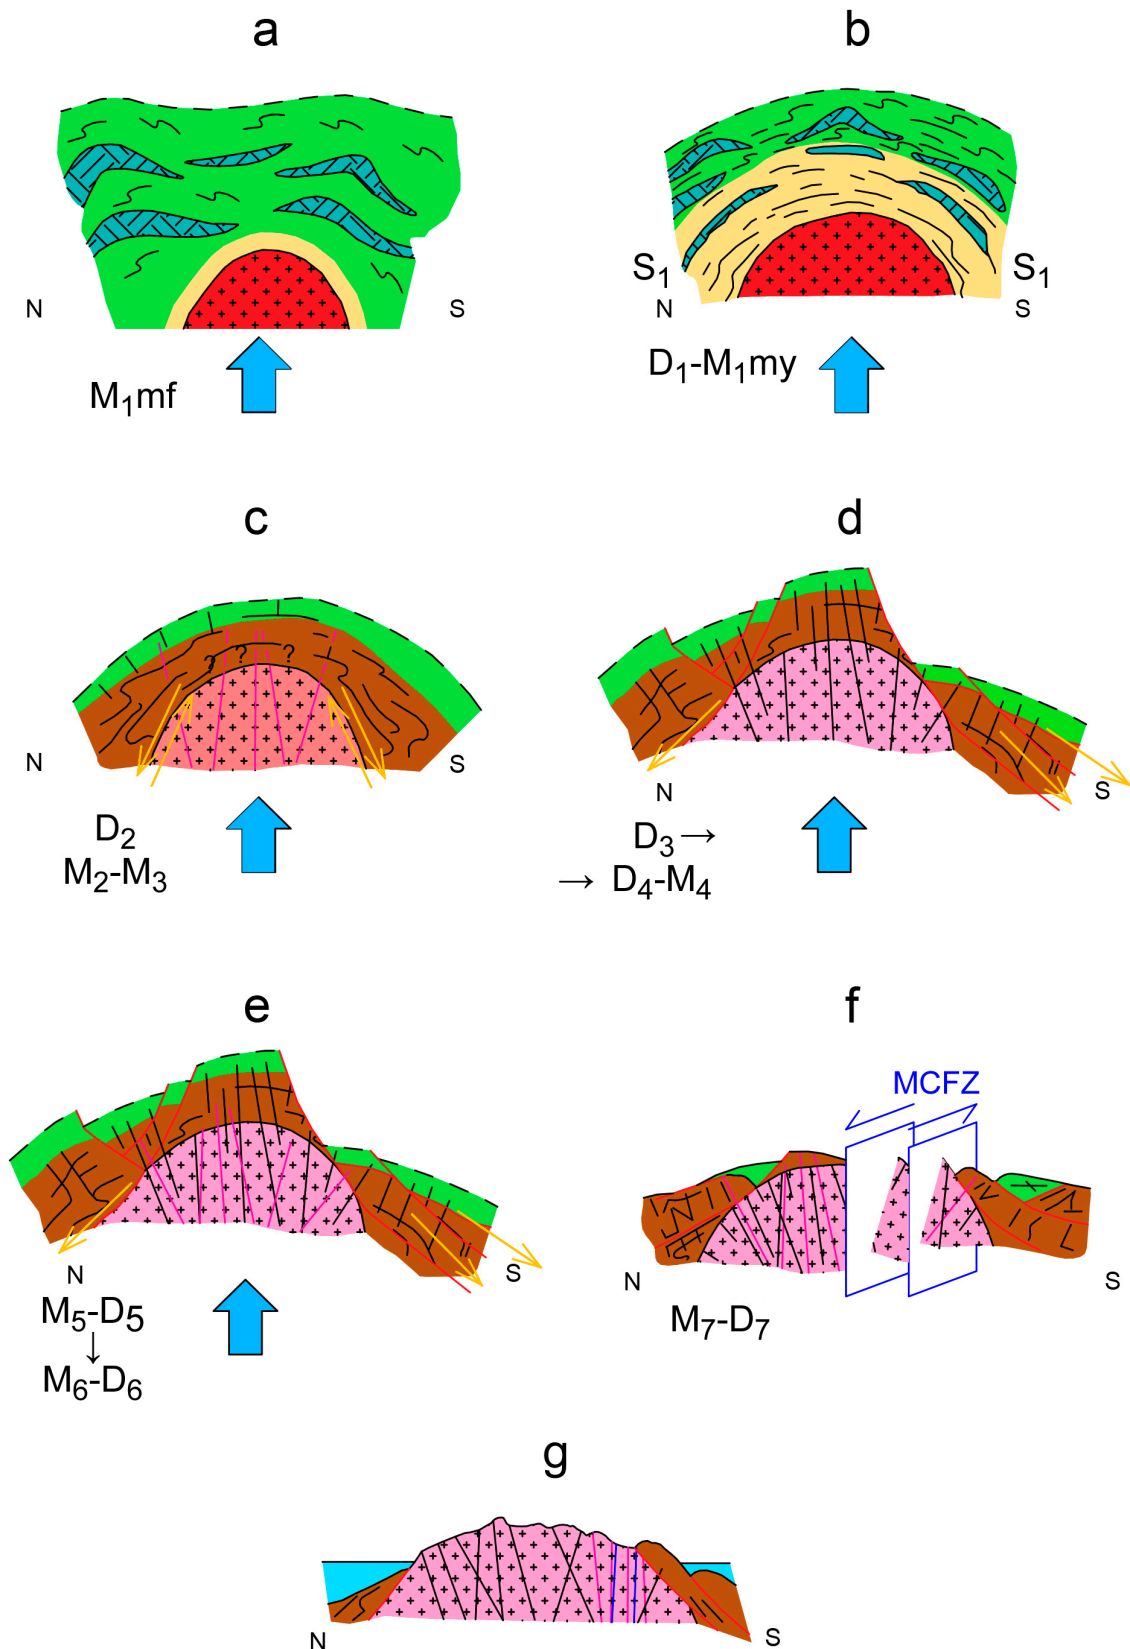 a
b
N
S
M1mf
S1
S1
N
S
D1-M1my
c
d
? ? ?
N
S
D2
M2-M3
N
S
D3 →
→ D4-M4
e
f
MCFZ
N
S
M5-D5
↓
M6-D6
N
S
M7-D7
g
N
S